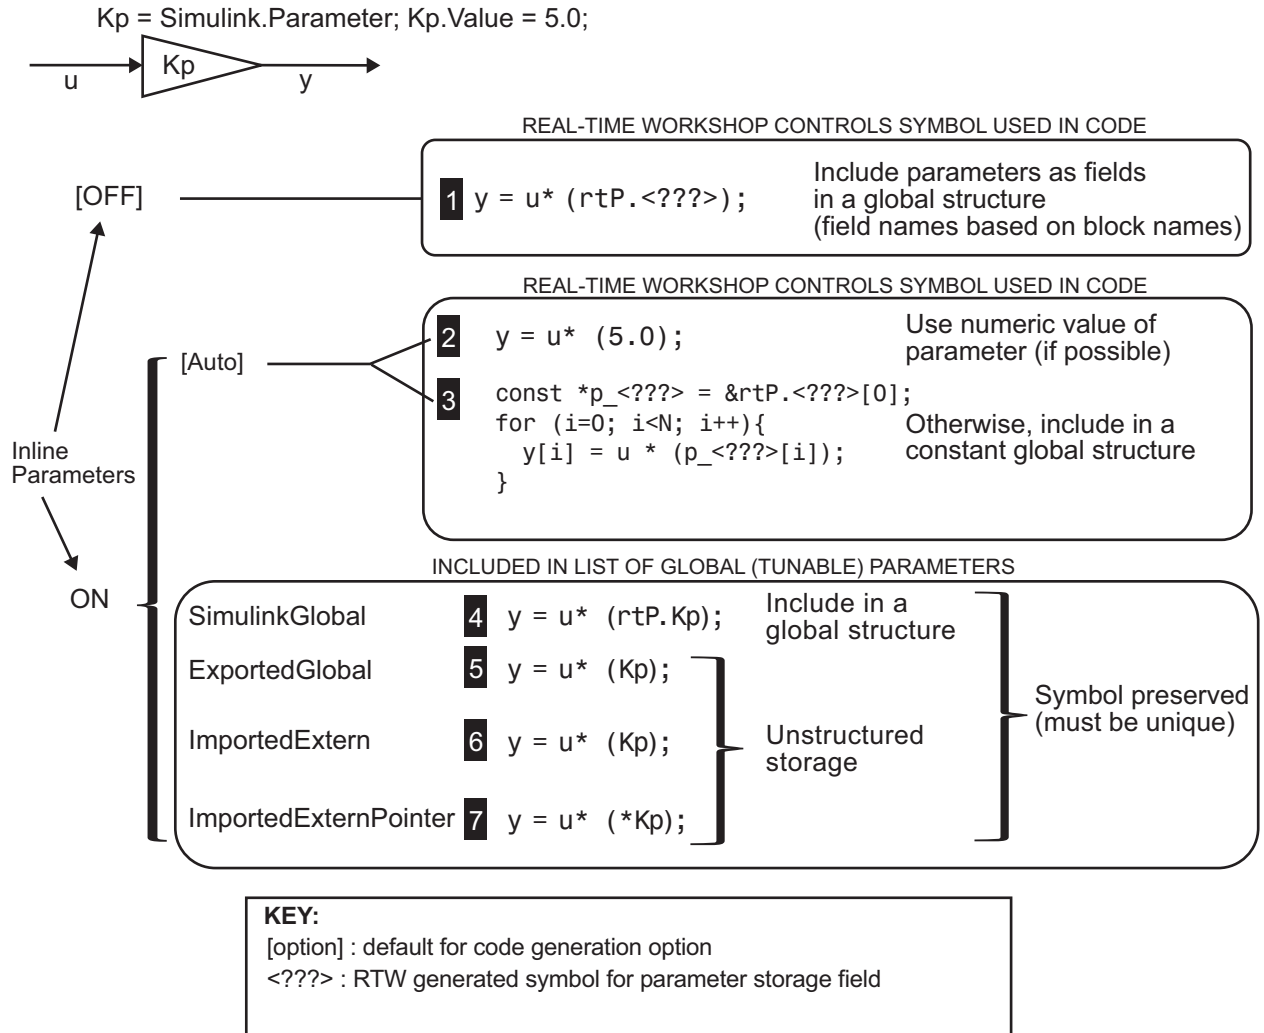 Kp = Simulink.Parameter; Kp.Value = 5.0;
Kp
u
y
REAL-TIME WORKSHOP CONTROLS SYMBOL USED IN CODE
[OFF]
1 y = u* (rtP.<???>);
Include parameters as fields
in a global structure
(field names based on block names)
REAL-TIME WORKSHOP CONTROLS SYMBOL USED IN CODE
[Auto]
2 y = u* (5.0);
Use numeric value of
parameter (if possible)
3 const *p_<???> = &rtP.<???>[0];
for (i=0; i<N; i++){
y[i] = u * (p_<???>[i]);
}
Otherwise, include in a
constant global structure
Inline
Parameters
ON
INCLUDED IN LIST OF GLOBAL (TUNABLE) PARAMETERS
SimulinkGlobal 4 y = u* (rtP.Kp);
Include in a
global structure
ExportedGlobal 5 y = u* (Kp);
ImportedExtern 6 y = u* (Kp);
Unstructured
storage
Symbol preserved
(must be unique)
ImportedExternPointer 7 y = u* (*Kp);
KEY:
[option] : default for code generation option
<???> : RTW generated symbol for parameter storage field